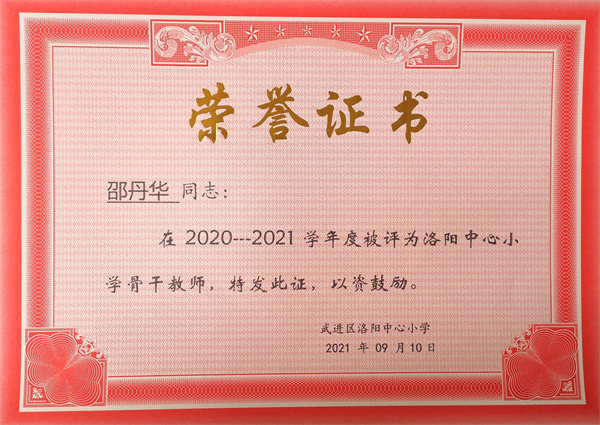 荣誉证书
邵丹华 同志：
在 2020---2021 学年度被评为洛阳中心小
学骨干教师，特发此证，以资鼓励。
武进区洛阳中心小学
2021 年 09 月 10 日